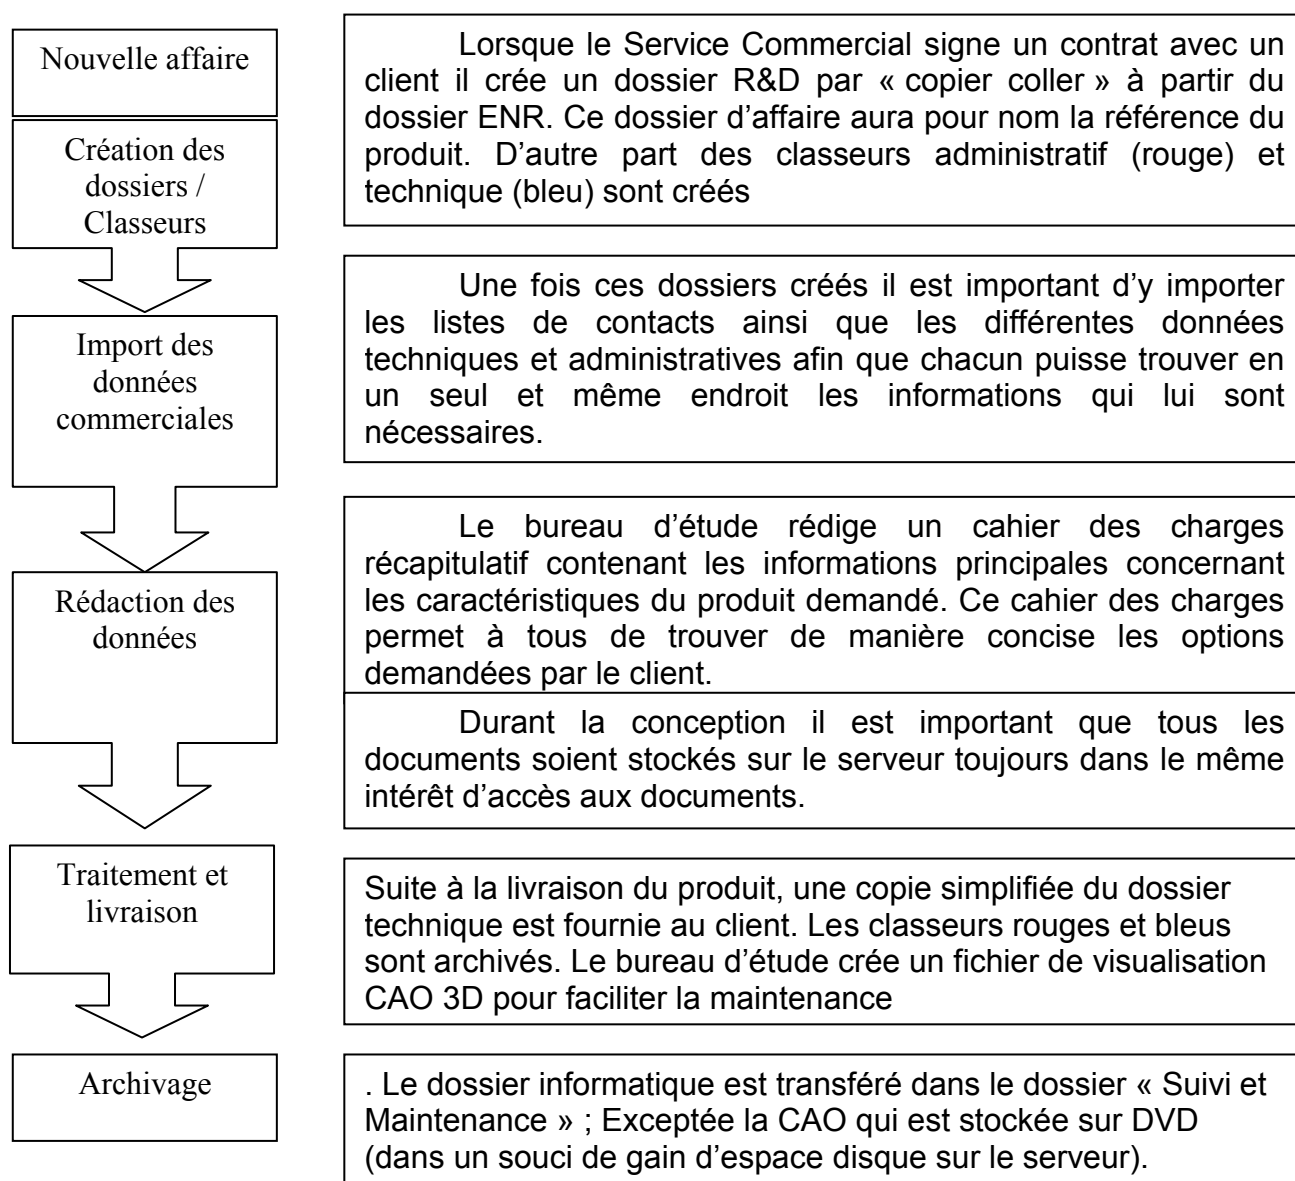 Nouvelle affaire
Lorsque le Service Commercial signe un contrat avec un
client il crée un dossier R&D par « copier coller » à partir du
dossier ENR. Ce dossier d’affaire aura pour nom la référence du
produit. D’autre part des classeurs administratif (rouge) et
technique (bleu) sont créés
Création des
dossiers /
Classeurs
Une fois ces dossiers créés il est important d’y importer
les listes de contacts ainsi que les différentes données
techniques et administratives afin que chacun puisse trouver en
un seul et même endroit les informations qui lui sont
nécessaires.
Import des
données
commerciales
Le bureau d’étude rédige un cahier des charges
récapitulatif contenant les informations principales concernant
les caractéristiques du produit demandé. Ce cahier des charges
permet à tous de trouver de manière concise les options
demandées par le client.
Rédaction des
données
Durant la conception il est important que tous les
documents soient stockés sur le serveur toujours dans le même
intérêt d’accès aux documents.
Traitement et
livraison
Suite à la livraison du produit, une copie simplifiée du dossier
technique est fournie au client. Les classeurs rouges et bleus
sont archivés. Le bureau d’étude crée un fichier de visualisation
CAO 3D pour faciliter la maintenance
Archivage
. Le dossier informatique est transféré dans le dossier « Suivi et
Maintenance » ; Exceptée la CAO qui est stockée sur DVD
(dans un souci de gain d’espace disque sur le serveur).